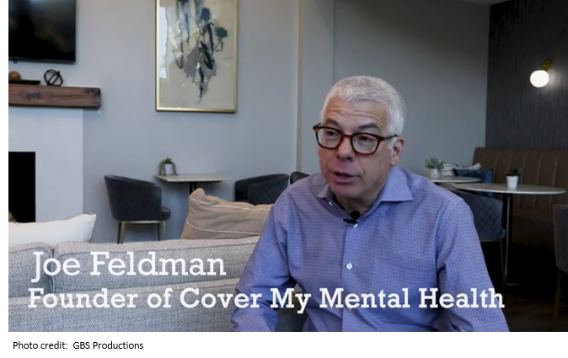 Joe Feldman
Founder of Cover My Mental Health
Photo credit:  GBS Productions